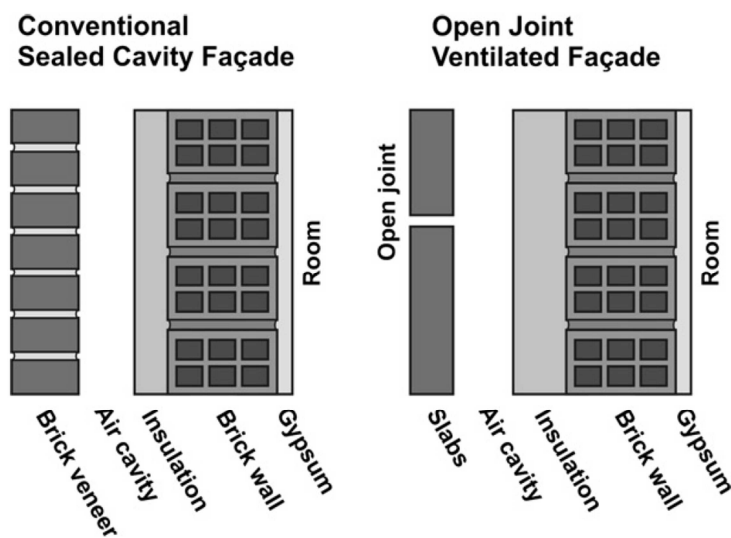 Conventional
Sealed Cavity Façade
Open Joint
Ventilated Façade
Room
Open joint
Room
Brick veneer
Air cavity
Insulation
Brick wall
Gypsum
Slabs
Air cavity
Insulation
Brick wall
Gypsum